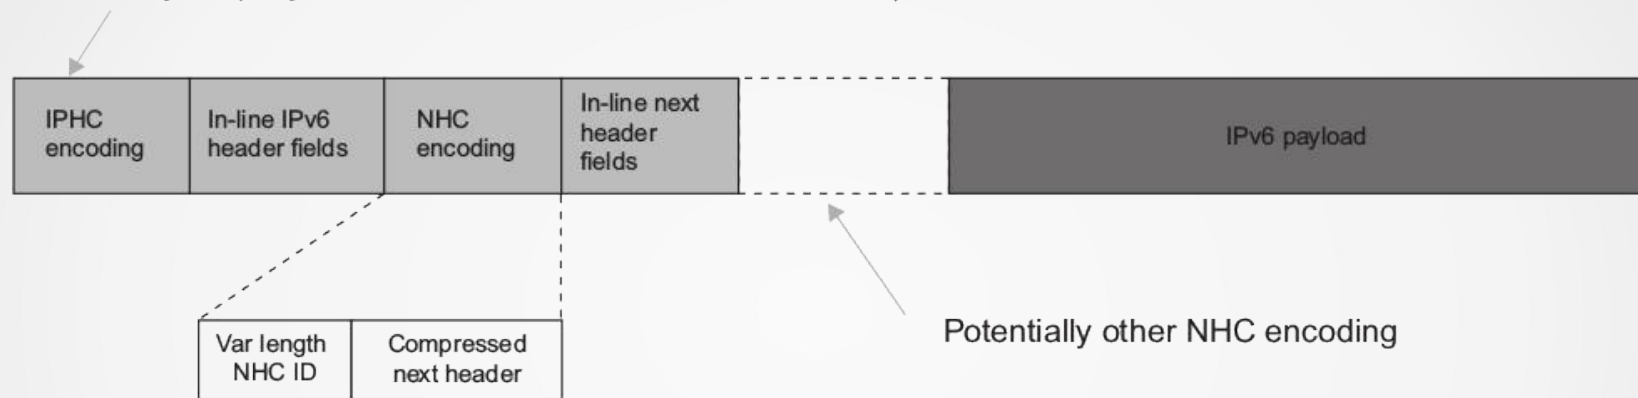 IPHC
encoding
In-line IPv6
header fields
NHC
encoding
In-line next
header
fields
IPv6 payload
Potentially other NHC encoding
Var length
NHC ID
Compressed
next header